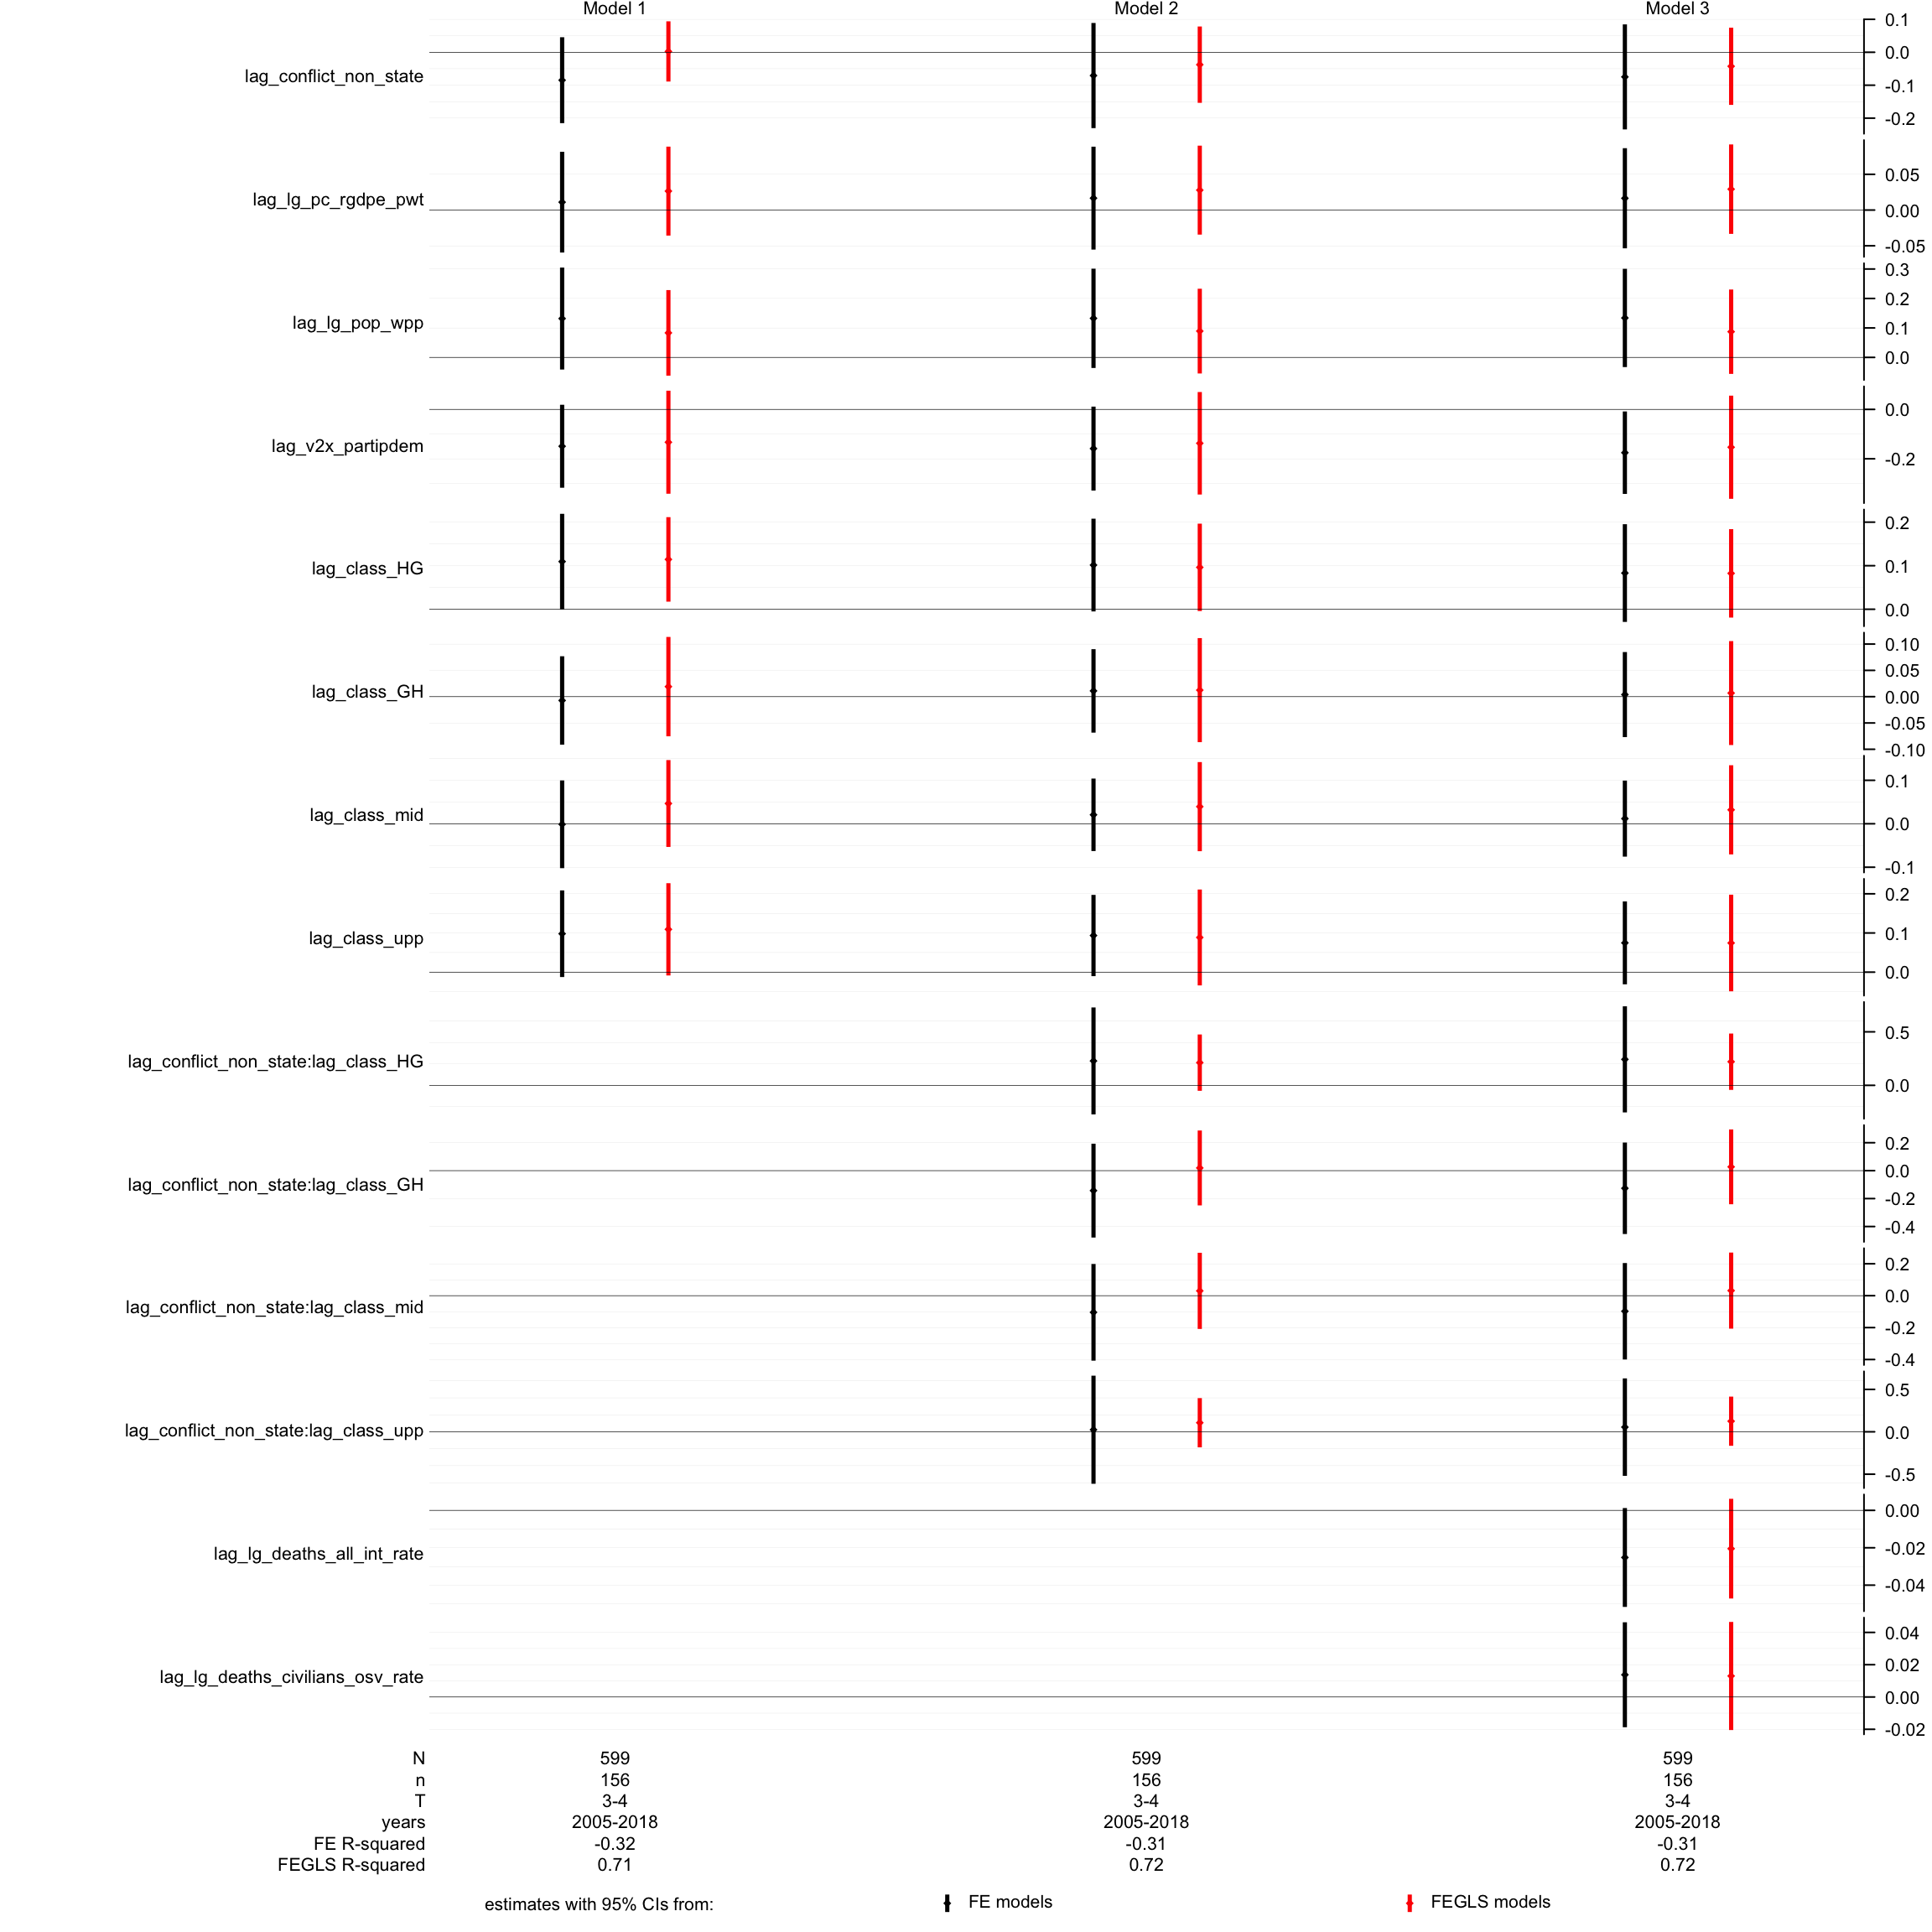 Model 1 Model 2 Model 3
lag_conflict_non_state
0.1
0.0
-0.1
-0.2
lag_lg_pc_rgdpe_pwt
0.05
0.00
-0.05
lag_lg_pop_wpp
0.3
0.2
0.1
0.0
lag_v2x_partipdem
0.0
-0.2
lag_class_HG
0.2
0.1
0.0
lag_class_GH
0.10
0.05
0.00
-0.05
-0.10
lag_class_mid
0.1
0.0
-0.1
lag_class_upp
0.2
0.1
0.0
lag_conflict_non_state:lag_class_HG
0.5
0.0
lag_conflict_non_state:lag_class_GH
0.2
0.0
-0.2
-0.4
lag_conflict_non_state:lag_class_mid
0.2
0.0
-0.2
-0.4
lag_conflict_non_state:lag_class_upp
0.5
0.0
-0.5
lag_lg_deaths_all_int_rate
0.00
-0.02
-0.04
lag_lg_deaths_civilians_osv_rate
0.04
0.02
0.00
-0.02
N 599 599 599
n 156 156 156
T 3-4 3-4 3-4
years 2005-2018 2005-2018 2005-2018
FE R-squared -0.32 -0.31 -0.31
FEGLS R-squared 0.71 0.72 0.72
estimates with 95% CIs from: FE models FEGLS models